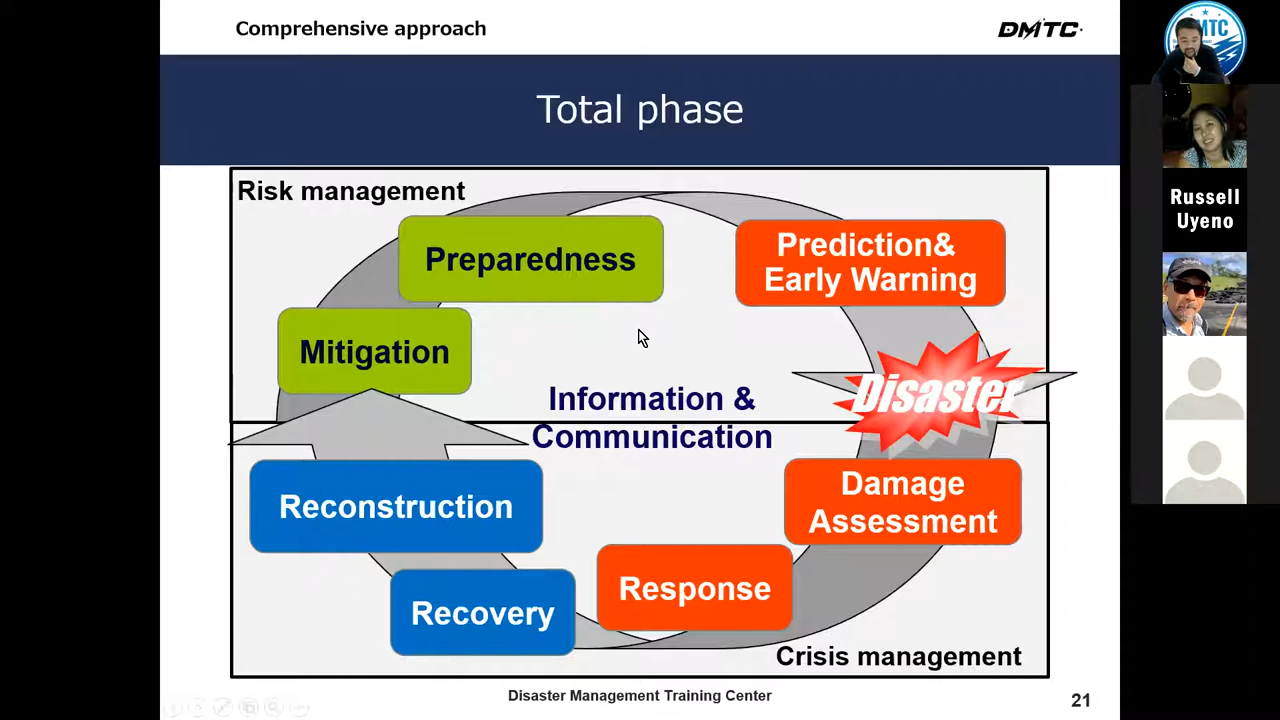 Comprehensive approach
DMTC
Total phase
Risk management
Preparedness
Prediction&
Early Warning
Mitigation
Disaster
Information &
Communication
Reconstruction
Damage
Assessment
Response
Recovery
Crisis management
Disaster Management Training Center
21
MTC
Russell
Uyeno